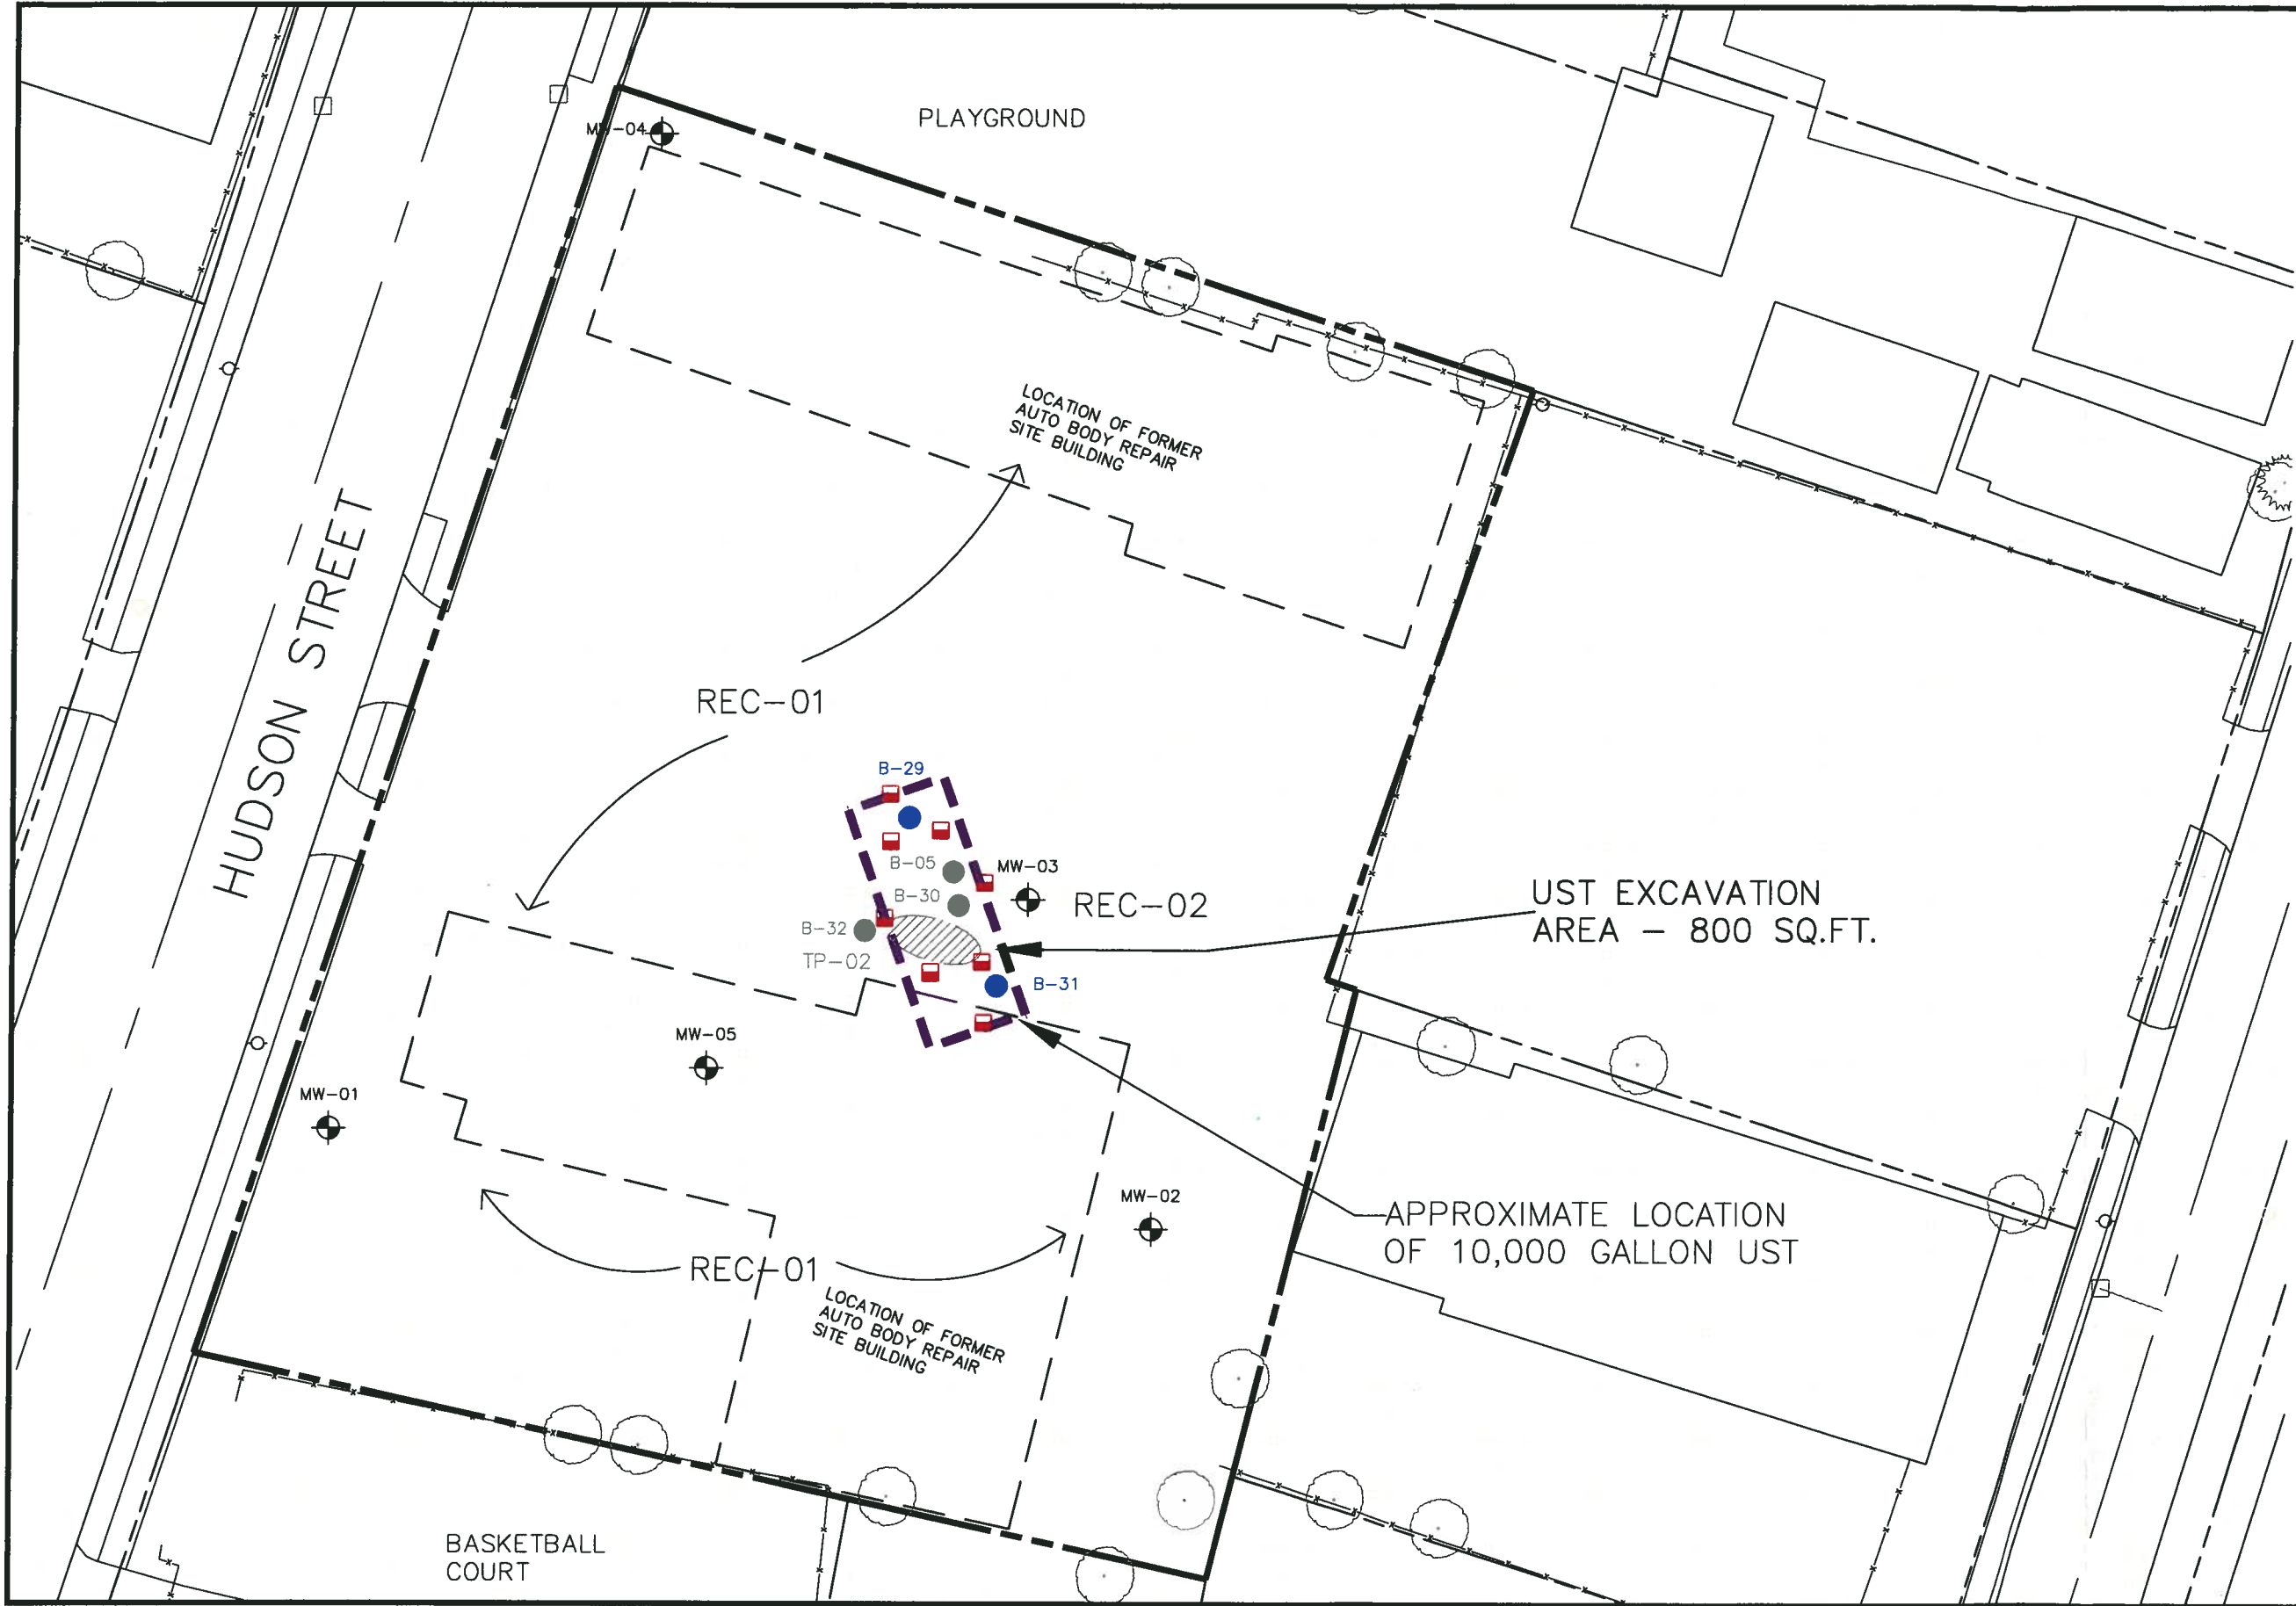 PLAYGROUND
MW-04
LOCATION OF FORMER
AUTO BODY REPAIR
SITE BUILDING
HUDSON STREET
REC-01
B-29
B-05
MW-03
B-30
REC-02
B-32
TP-02
UST EXCAVATION
AREA - 800 SQ.FT.
B-31
MW-05
MW-01
MW-02
APPROXIMATE LOCATION
OF 10,000 GALLON UST
REC-01
LOCATION OF FORMER
AUTO BODY REPAIR
SITE BUILDING
BASKETBALL
COURT